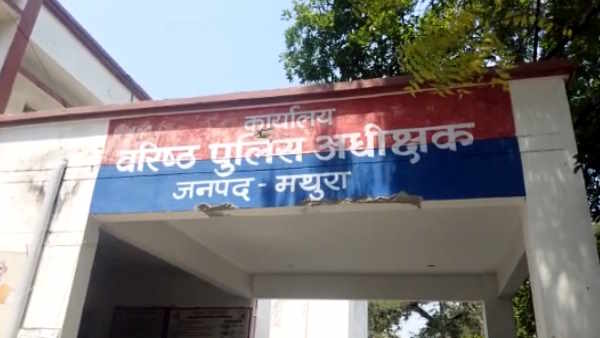 कार्यालय
वरिष्ठ पुलिस अधीक्षक
जनपद - मथुरा